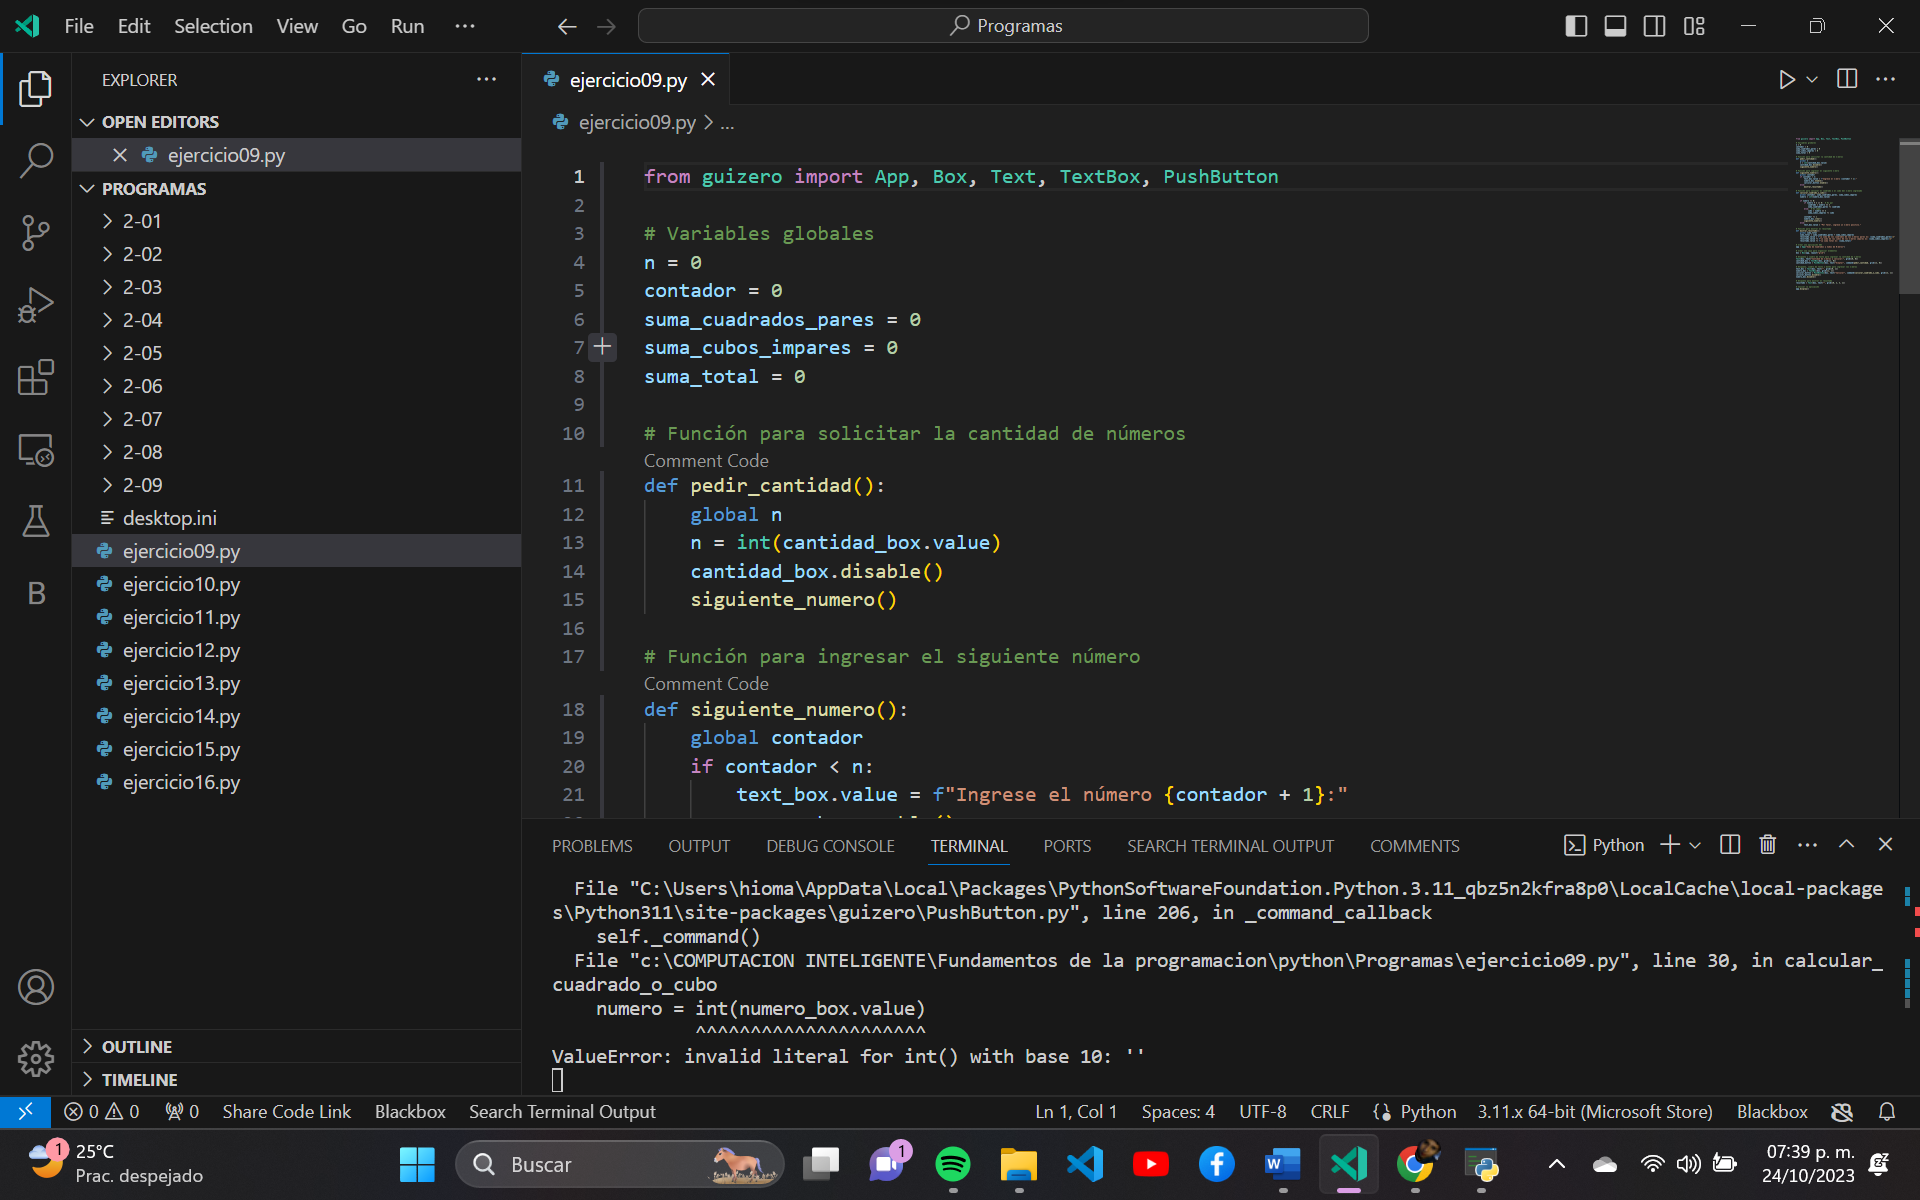 File Edit Selection View Go Run ···
Programas
EXPLORER
OPEN EDITORS
ejercicio09.py
PROGRAMAS
2-01
2-02
2-03
2-04
2-05
2-06
2-07
2-08
2-09
desktop.ini
ejercicio09.py
ejercicio10.py
ejercicio11.py
ejercicio12.py
ejercicio13.py
ejercicio14.py
ejercicio15.py
ejercicio16.py
OUTLINE
TIMELINE
B
ejercicio09.py
ejercicio09.py > ...
1 from guizero import App, Box, Text, TextBox, PushButton
2
3 # Variables globales
4 n = 0
5 contador = 0
6 suma_cuadrados_pares = 0
7 suma_cubos_impares = 0
8 suma_total = 0
9
10 # Función para solicitar la cantidad de números
Comment Code
11 def pedir_cantidad():
12 global n
13 n = int(cantidad_box.value)
14 cantidad_box.disable()
15 siguiente_numero()
16
17 # Función para ingresar el siguiente número
Comment Code
18 def siguiente_numero():
19 global contador
20 if contador < n:
21 text_box.value = f"Ingrese el número {contador + 1}:"
PROBLEMS OUTPUT DEBUG CONSOLE TERMINAL PORTS SEARCH TERMINAL OUTPUT COMMENTS
Python
File "C:\Users\hioma\AppData\Local\Packages\PythonSoftwareFoundation.Python.3.11_qbz5n2kfra8p0\LocalCache\local-package
s\Python311\site-packages\guizero\PushButton.py", line 206, in _command_callback
self._command()
File "c:\COMPUTACION INTELIGENTE\Fundamentos de la programacion\python\Programas\ejercicio09.py", line 30, in calcular_
cuadrado_o_cubo
numero = int(numero_box.value)
^^^^^^^^^^^^^^^^^^^^^
ValueError: invalid literal for int() with base 10: ''
0 0 0 Share Code Link Blackbox Search Terminal Output
Ln 1, Col 1 Spaces: 4 UTF-8 CRLF Python 3.11.x 64-bit (Microsoft Store) Blackbox
1
25°C
Prac. despejado
Buscar
1
07:39 p. m.
24/10/2023